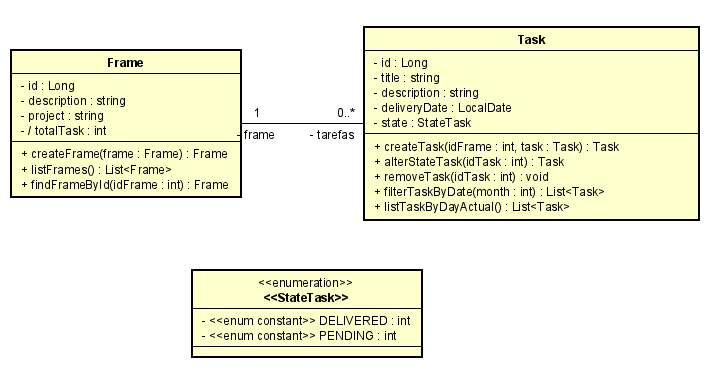 Frame
- id : Long
- description : string
- project : string
- / totalTask : int
+ createFrame(frame : Frame) : Frame
+ listFrames() : List<Frame>
+ findFrameById(idFrame : int) : Frame
1
- frame
0..*
- tarefas
Task
- id : Long
- title : string
- description : string
- deliveryDate : LocalDate
- state : StateTask
+ createTask(idFrame : int, task : Task) : Task
+ alterStateTask(idTask : int) : Task
+ removeTask(idTask : int) : void
+ filterTaskByDate(month : int) : List<Task>
+ listTaskByDayActual() : List<Task>
<<enumeration>>
<<StateTask>>
- <<enum constant>> DELIVERED : int
- <<enum constant>> PENDING : int